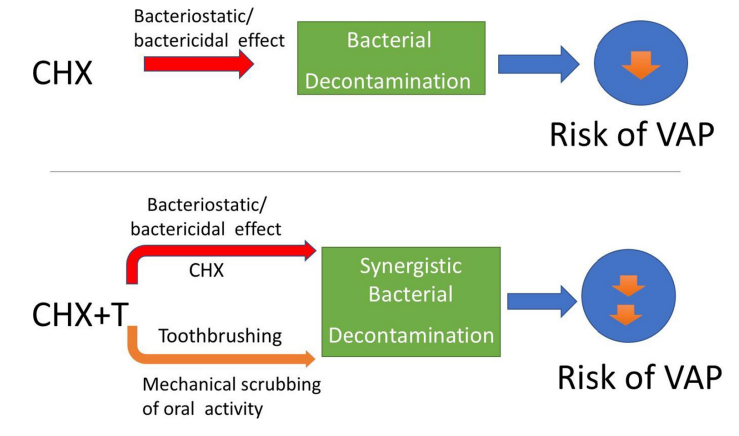 Bacteriostatic/
bactericidal effect
CHX
Bacterial
Decontamination
Risk of VAP
Bacteriostatic/
bactericidal effect
CHX
CHX+T
Toothbrushing
Mechanical scrubbing
of oral activity
Synergistic
Bacterial
Decontamination
Risk of VAP